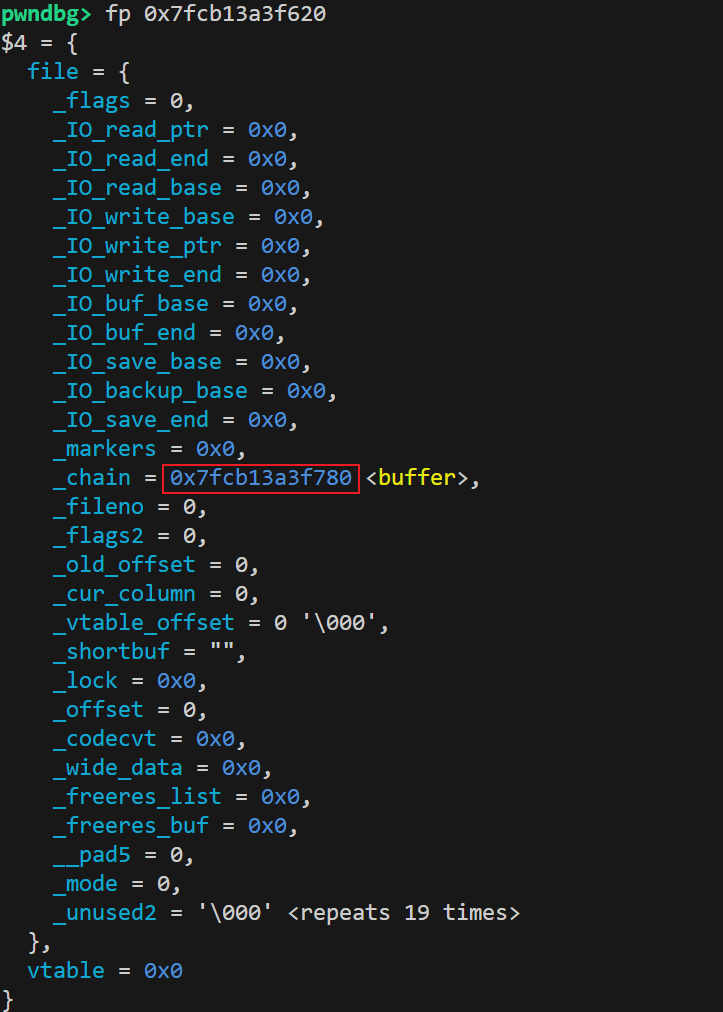 pwndbg> fp 0x7fcb13a3f620
$4 = {
  file = {
    _flags = 0,
    _IO_read_ptr = 0x0,
    _IO_read_end = 0x0,
    _IO_read_base = 0x0,
    _IO_write_base = 0x0,
    _IO_write_ptr = 0x0,
    _IO_write_end = 0x0,
    _IO_buf_base = 0x0,
    _IO_buf_end = 0x0,
    _IO_save_base = 0x0,
    _IO_backup_base = 0x0,
    _IO_save_end = 0x0,
    _markers = 0x0,
    _chain = 0x7fcb13a3f780 <buffer>,
    _fileno = 0,
    _flags2 = 0,
    _old_offset = 0,
    _cur_column = 0,
    _vtable_offset = 0 '\000',
    _shortbuf = "",
    _lock = 0x0,
    _offset = 0,
    _codecvt = 0x0,
    _wide_data = 0x0,
    _freeres_list = 0x0,
    _freeres_buf = 0x0,
    __pad5 = 0,
    _mode = 0,
    _unused2 = '\000' <repeats 19 times>
  },
  vtable = 0x0
}